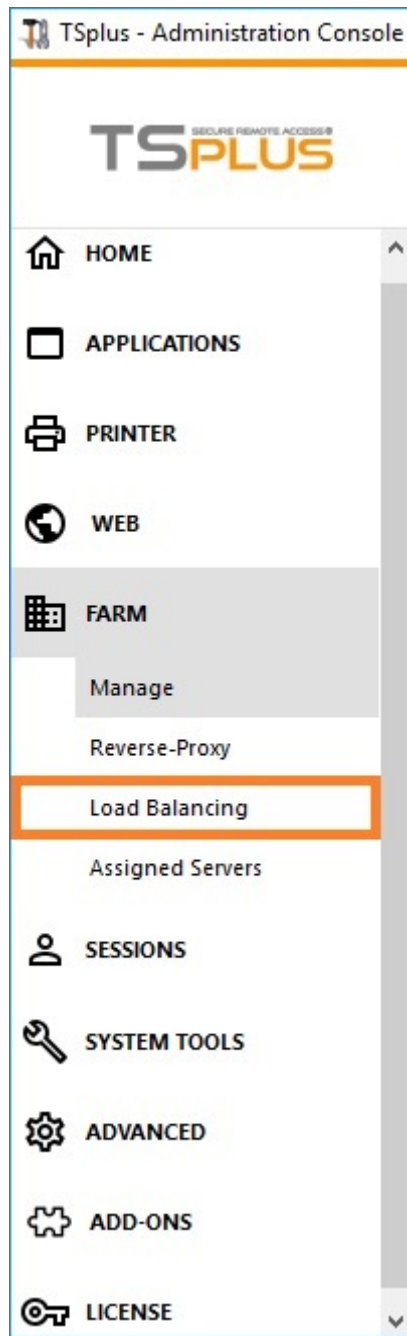 TSplus - Administration Console
SECURE REMOTE ACCESS®
TSPLUS
HOME
APPLICATIONS
PRINTER
WEB
FARM
Manage
Reverse-Proxy
Load Balancing
Assigned Servers
SESSIONS
SYSTEM TOOLS
ADVANCED
ADD-ONS
LICENSE